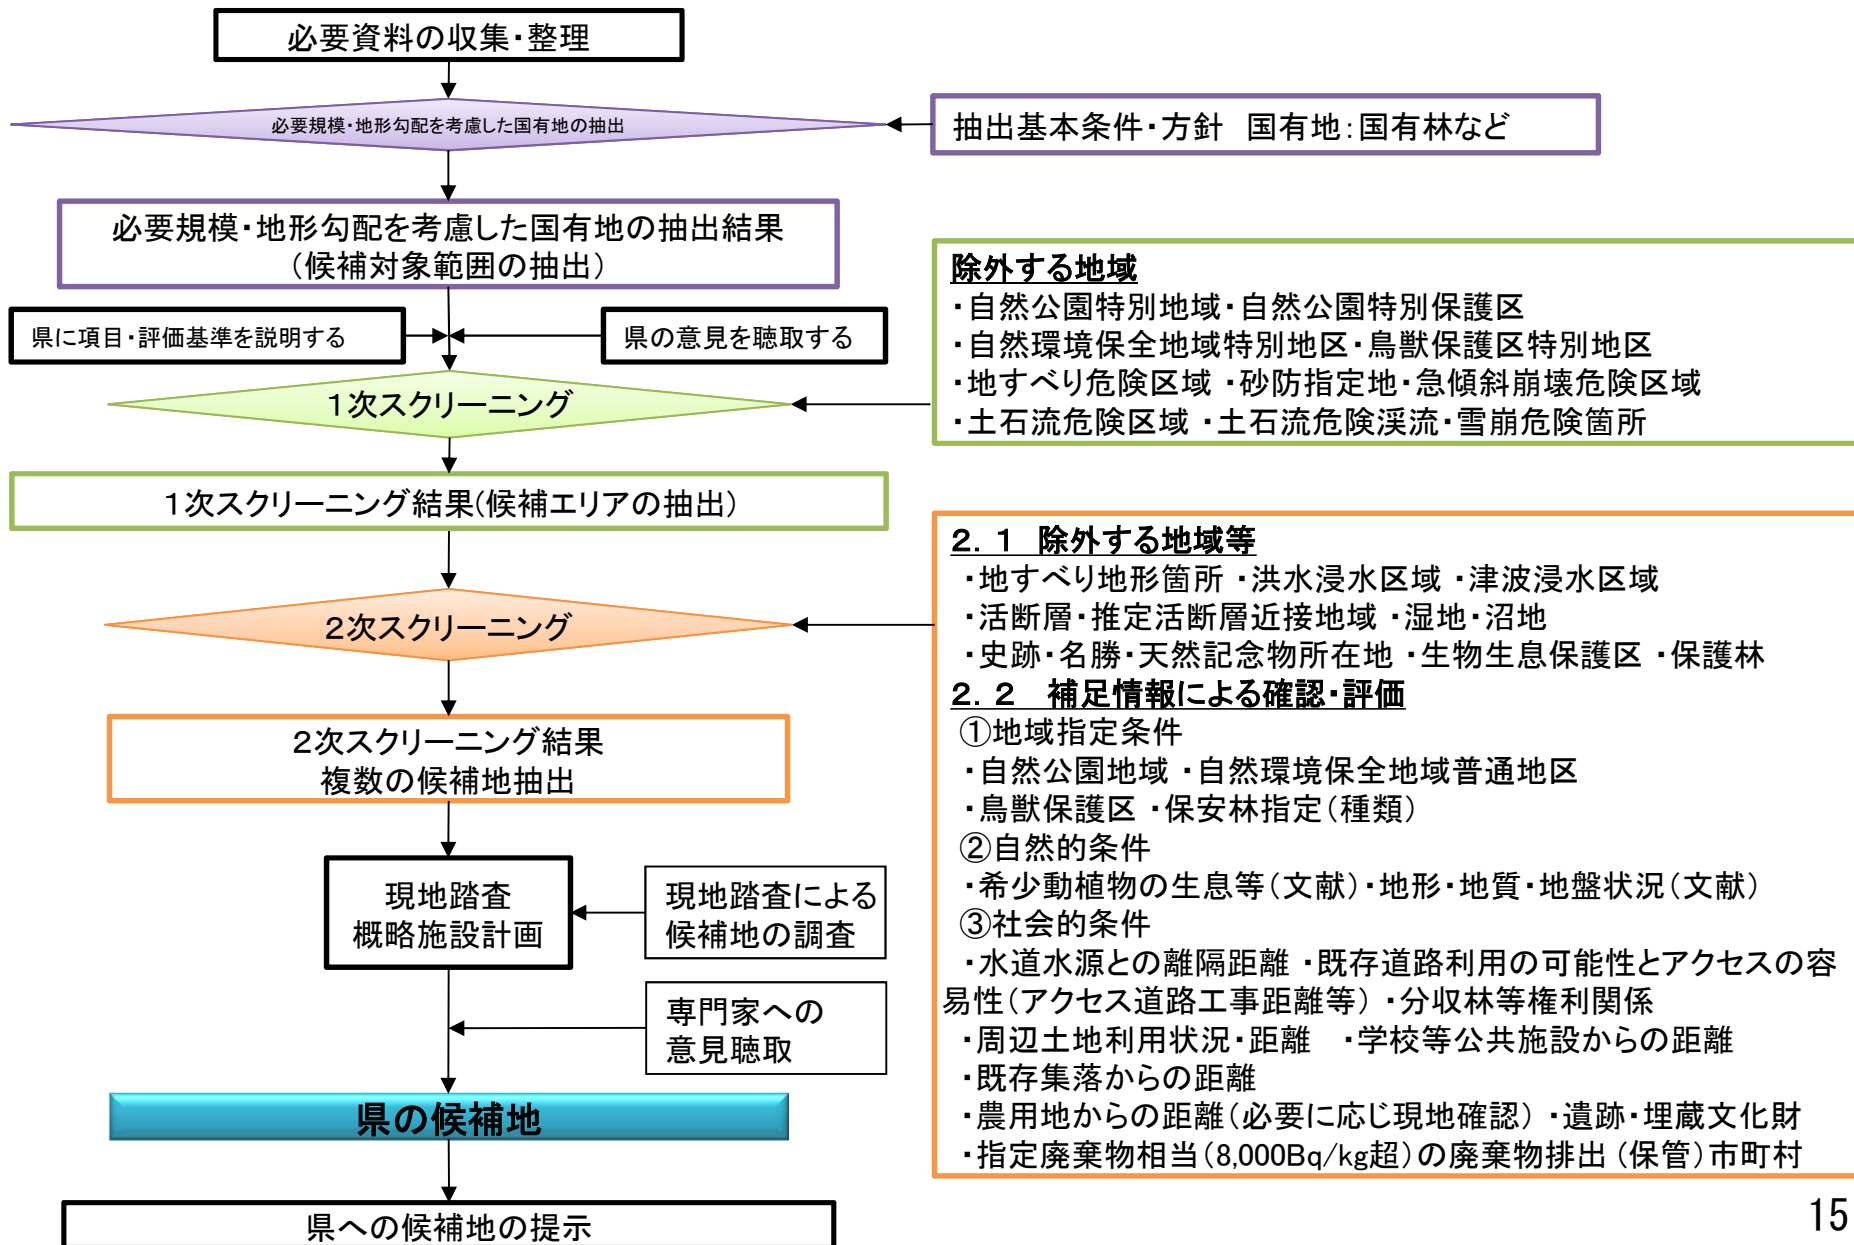 必要資料の収集・整理
必要規模・地形勾配を考慮した国有地の抽出
抽出基本条件・方針　国有地：国有林など
必要規模・地形勾配を考慮した国有地の抽出結果
（候補対象範囲の抽出）
県に項目・評価基準を説明する
県の意見を聴取する
除外する地域
・自然公園特別地域・自然公園特別保護区
・自然環境保全地域特別地区・鳥獣保護区特別地区
・地すべり危険区域 ・砂防指定地・急傾斜崩壊危険区域
・土石流危険区域 ・土石流危険渓流・雪崩危険箇所
１次スクリーニング
１次スクリーニング結果(候補エリアの抽出)
２次スクリーニング
２．１　除外する地域等
・地すべり地形箇所 ・洪水浸水区域 ・津波浸水区域
・活断層・推定活断層近接地域 ・湿地・沼地
・史跡・名勝・天然記念物所在地 ・生物生息保護区 ・保護林
２．２　補足情報による確認・評価
①地域指定条件
・自然公園地域 ・自然環境保全地域普通地区
・鳥獣保護区 ・保安林指定（種類）
②自然的条件
・希少動植物の生息等（文献）・地形・地質・地盤状況（文献）
③社会的条件
・水道水源との離隔距離 ・既存道路利用の可能性とアクセスの容
易性（アクセス道路工事距離等） ・分収林等権利関係
・周辺土地利用状況・距離　・学校等公共施設からの距離
・既存集落からの距離
・農用地からの距離（必要に応じ現地確認） ・遺跡・埋蔵文化財
・指定廃棄物相当（8,000Bq/kg超）の廃棄物排出（保管）市町村
２次スクリーニング結果
複数の候補地抽出
現地踏査
概略施設計画
現地踏査による
候補地の調査
専門家への
意見聴取
県の候補地
県への候補地の提示
15